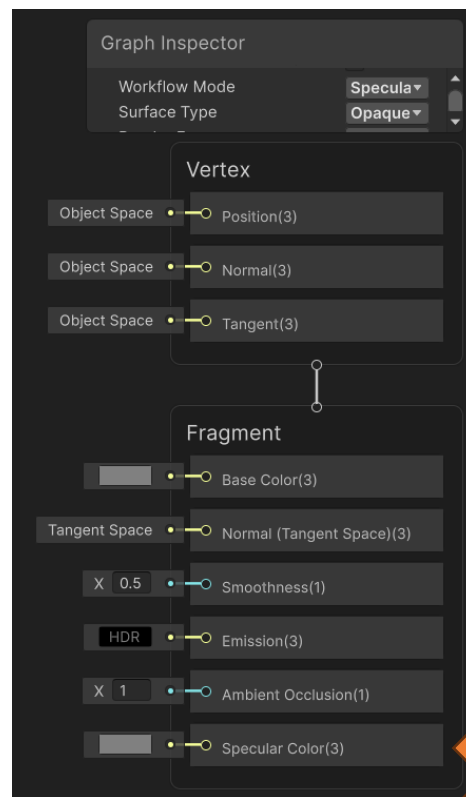 Graph Inspector
Workflow Mode Specula
Surface Type Opaque
Vertex
Object Space Position(3)
Object Space Normal(3)
Object Space Tangent(3)
Fragment
Base Color(3)
Tangent Space Normal (Tangent Space)(3)
X 0.5 Smoothness(1)
HDR Emission(3)
X 1 Ambient Occlusion(1)
Specular Color(3)